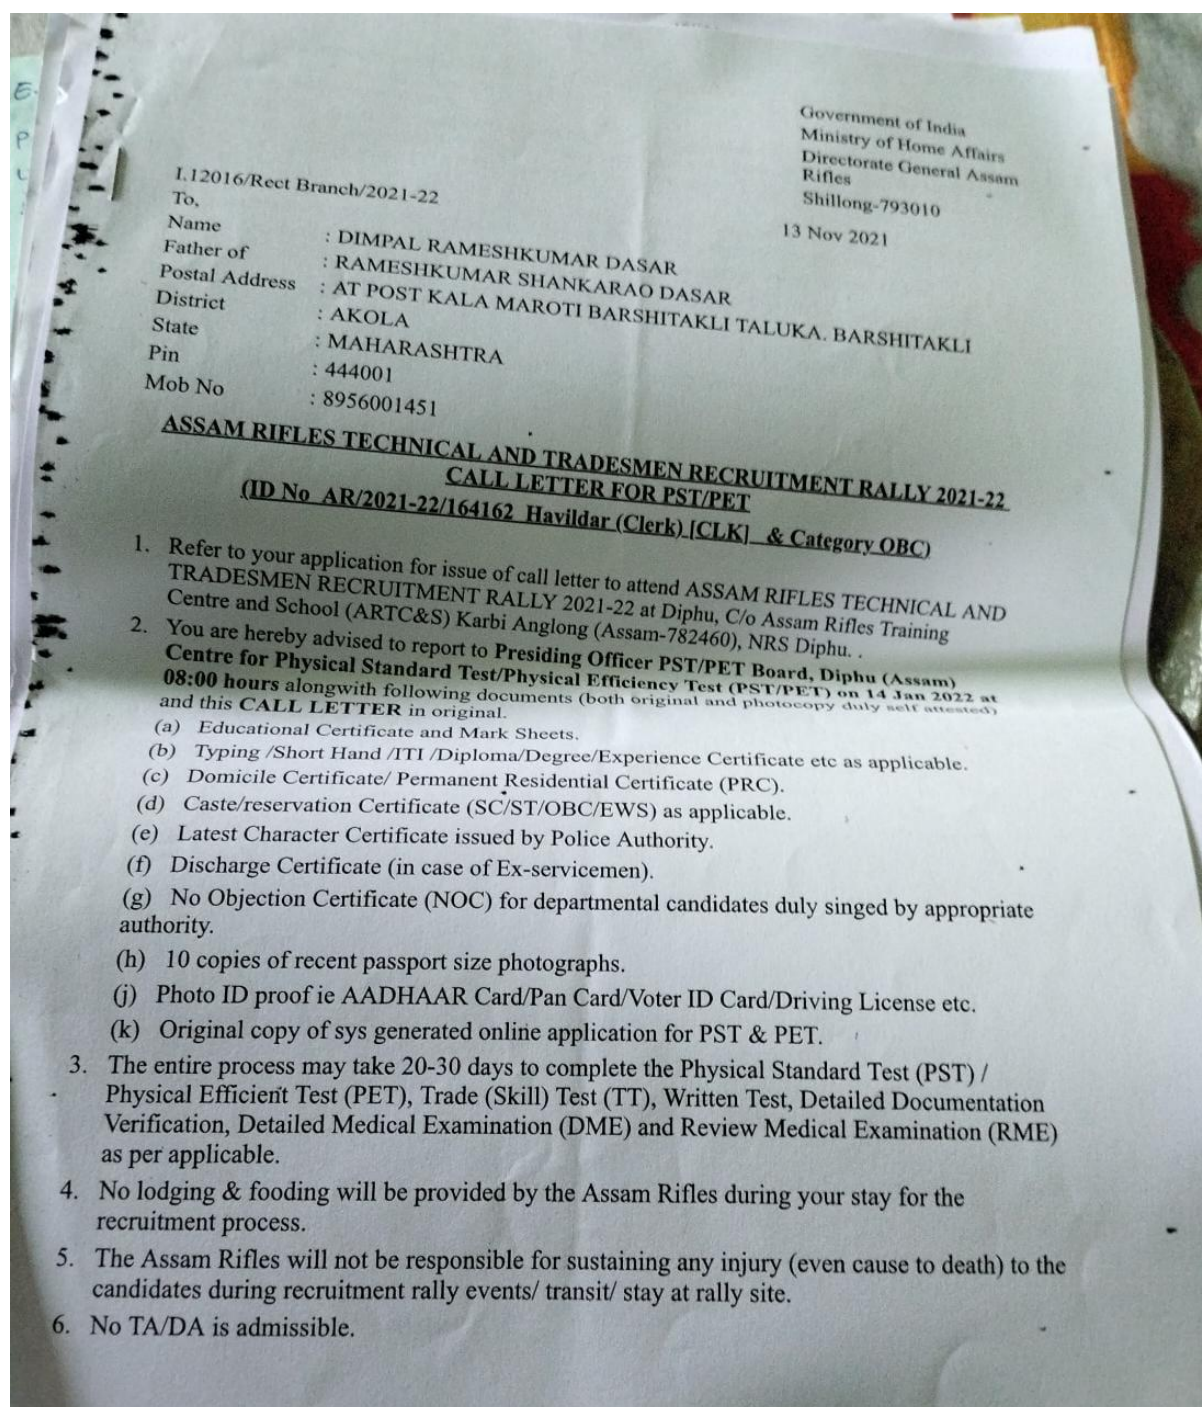 Government of India
Ministry of Home Affairs
Directorate General Assam
Rifles
Shillong-793010
13 Nov 2021
I.12016/Rect Branch/2021-22
To,
Name : DIMPAL RAMESHKUMAR DASAR
Father of : RAMESHKUMAR SHANKARAO DASAR
Postal Address : AT POST KALA MAROTI BARSHITAKLI TALUKA. BARSHITAKLI
District : AKOLA
State : MAHARASHTRA
Pin : 444001
Mob No : 8956001451
ASSAM RIFLES TECHNICAL AND TRADESMEN RECRUITMENT RALLY 2021-22
CALL LETTER FOR PST/PET
(ID No AR/2021-22/164162 Havildar (Clerk) [CLK] & Category OBC)
1. Refer to your application for issue of call letter to attend ASSAM RIFLES TECHNICAL AND
TRADESMEN RECRUITMENT RALLY 2021-22 at Diphu, C/o Assam Rifles Training
Centre and School (ARTC&S) Karbi Anglong (Assam-782460), NRS Diphu. .
2. You are hereby advised to report to Presiding Officer PST/PET Board, Diphu (Assam)
Centre for Physical Standard Test/Physical Efficiency Test (PST/PET) on 14 Jan 2022 at
08:00 hours alongwith following documents (both original and photocopy duly self attested)
and this CALL LETTER in original.
(a) Educational Certificate and Mark Sheets.
(b) Typing /Short Hand /ITI /Diploma/Degree/Experience Certificate etc as applicable.
(c) Domicile Certificate/ Permanent Residential Certificate (PRC).
(d) Caste/reservation Certificate (SC/ST/OBC/EWS) as applicable.
(e) Latest Character Certificate issued by Police Authority.
(f) Discharge Certificate (in case of Ex-servicemen).
(g) No Objection Certificate (NOC) for departmental candidates duly singed by appropriate
authority.
(h) 10 copies of recent passport size photographs.
(j) Photo ID proof ie AADHAAR Card/Pan Card/Voter ID Card/Driving License etc.
(k) Original copy of sys generated online application for PST & PET.
3. The entire process may take 20-30 days to complete the Physical Standard Test (PST) /
Physical Efficient Test (PET), Trade (Skill) Test (TT), Written Test, Detailed Documentation
Verification, Detailed Medical Examination (DME) and Review Medical Examination (RME)
as per applicable.
4. No lodging & fooding will be provided by the Assam Rifles during your stay for the
recruitment process.
5. The Assam Rifles will not be responsible for sustaining any injury (even cause to death) to the
candidates during recruitment rally events/ transit/ stay at rally site.
6. No TA/DA is admissible.